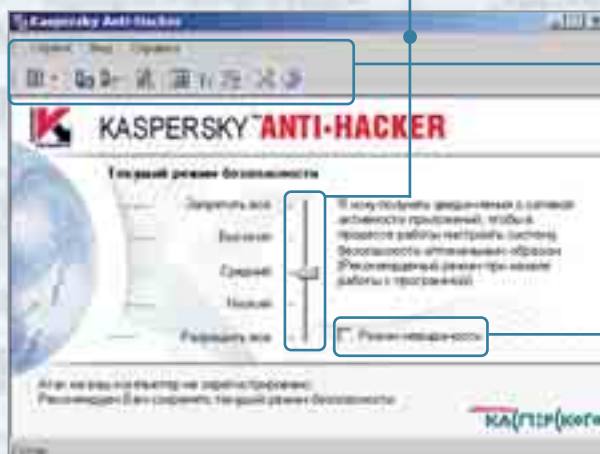 Kaspersky Anti-Hacker
Сервис Вид Справка
KASPERSKY ANTI-HACKER
Текущий режим безопасности
Запретить все
Высокий
Средний
Низкий
Разрешить все
Я хочу получать уведомления о сетевой
активности приложений, чтобы в
процессе работы настроить систему
безопасности оптимальным образом
(Рекомендуемый режим при начале
работы с программой)
Режим невидимости
Атак на ваш компьютер не зарегистрировано.
Рекомендуем Вам сохранить текущий режим безопасности